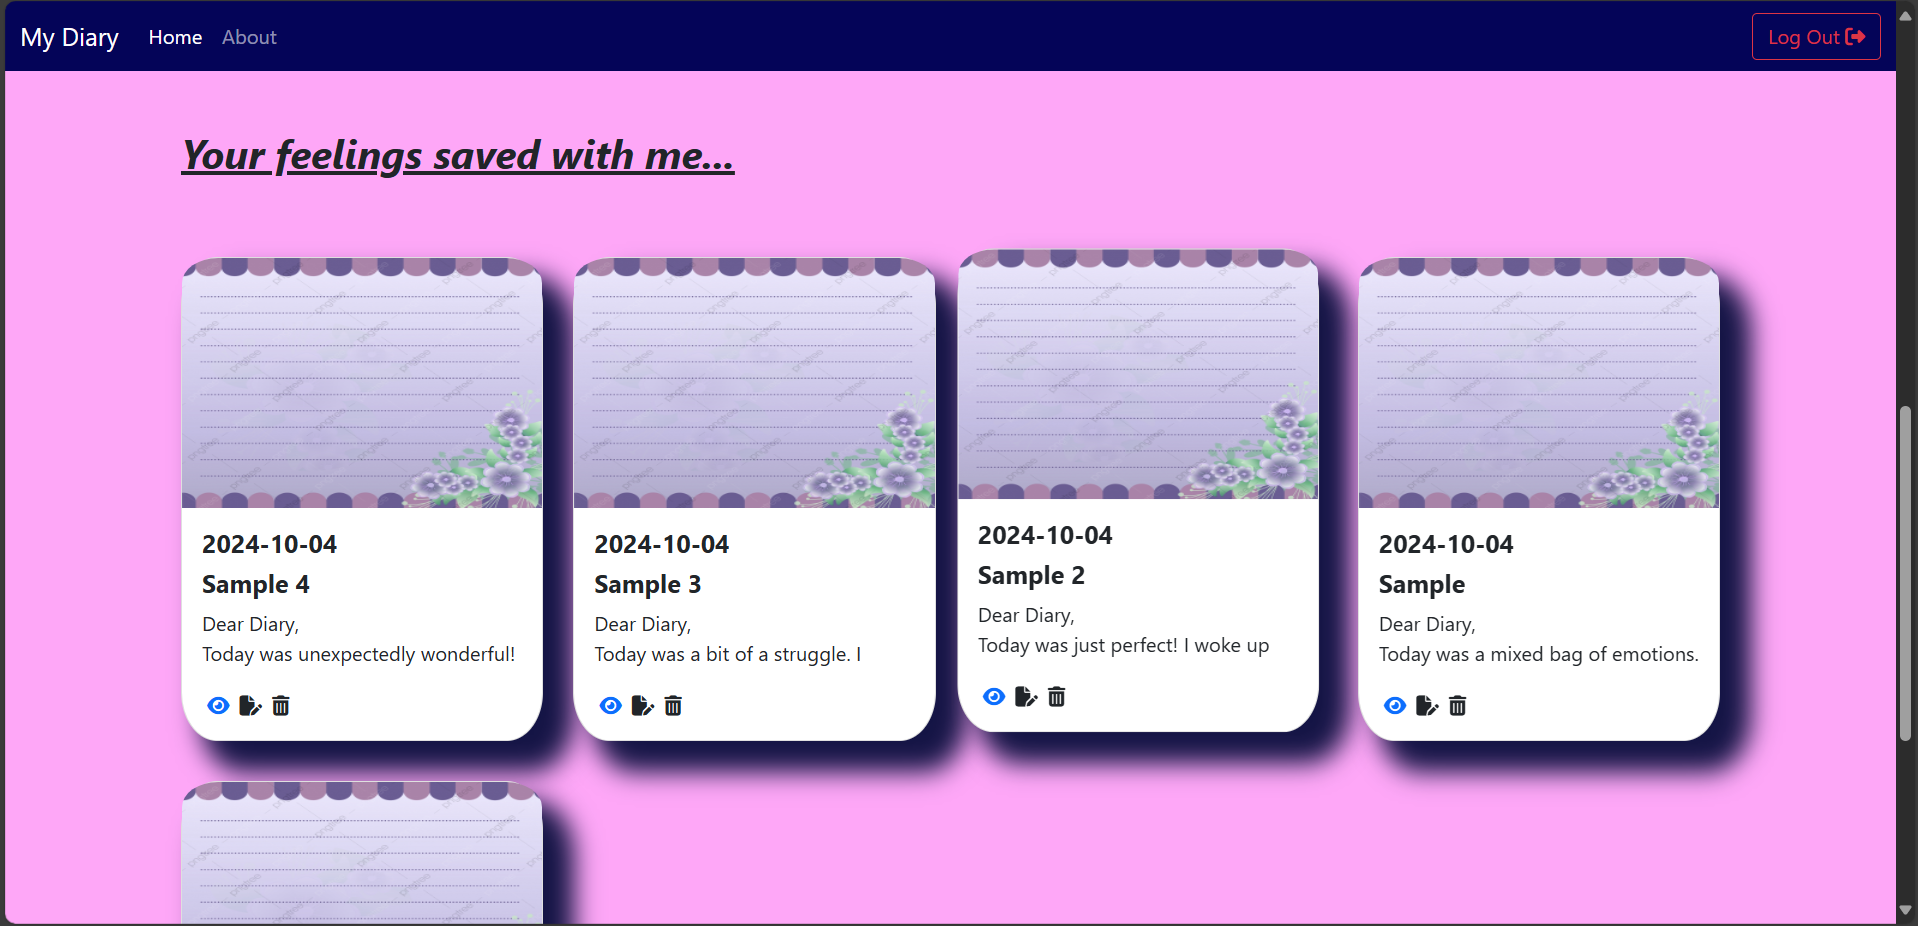 My Diary Home About Log Out
Your feelings saved with me...
2024-10-04
Sample 4
Dear Diary,
Today was unexpectedly wonderful!
2024-10-04
Sample 3
Dear Diary,
Today was a bit of a struggle. I
2024-10-04
Sample 2
Dear Diary,
Today was just perfect! I woke up
2024-10-04
Sample
Dear Diary,
Today was a mixed bag of emotions.